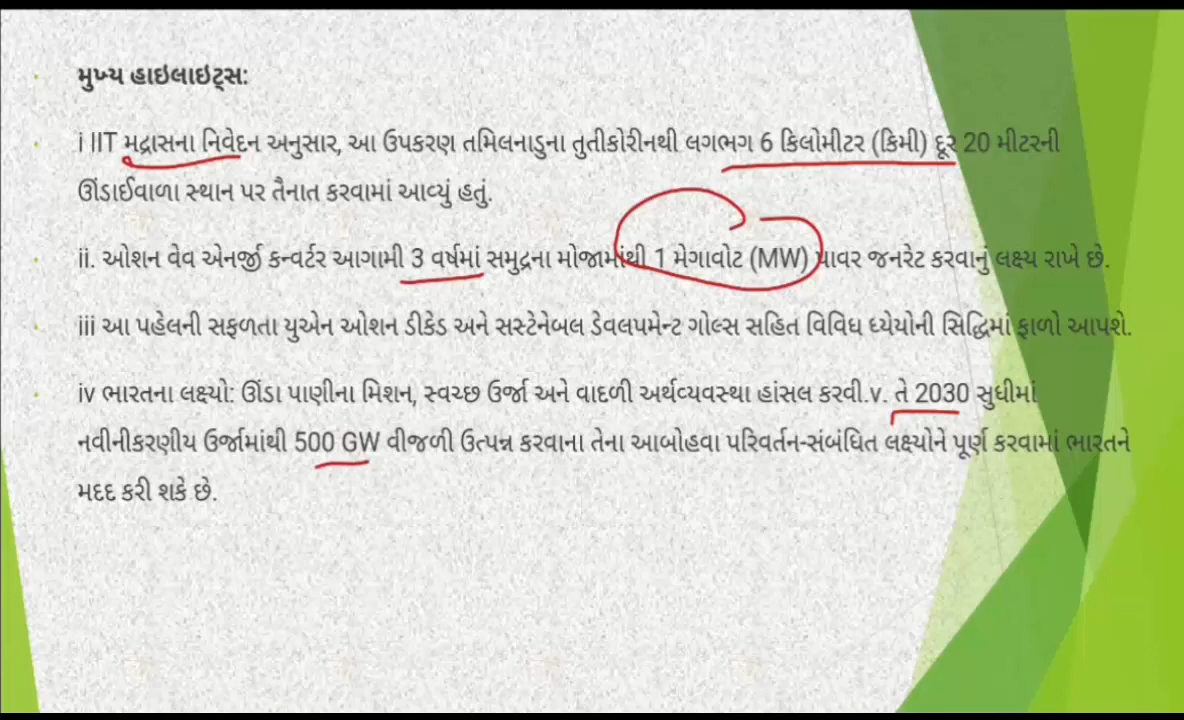 મુખ્ય હાઇલાઇટ્સ:
i IIT મદ્રાસના નિવેદન અનુસાર, આ ઉપકરણ તમિલનાડુના તુતીકોરીનથી લગભગ 6 કિલોમીટર (કિમી) દૂર 20 મીટરની
ઊંડાઈવાળા સ્થાન પર તૈનાત કરવામાં આવ્યું હતું.
ii. ઓશન વેવ એનર્જી કન્વર્ટર આગામી 3 વર્ષમાં સમુદ્રના મોજામાંથી 1 મેગાવોટ (MW) પાવર જનરેટ કરવાનું લક્ષ્ય રાખે છે.
iii આ પહેલની સફળતા યુએન ઓશન ડીકેડ અને સસ્ટેનેબલ ડેવલપમેન્ટ ગોલ્સ સહિત વિવિધ ધ્યેયોની સિદ્ધિમાં ફાળો આપશે.
iv ભારતના લક્ષ્યો: ઊંડા પાણીના મિશન, સ્વચ્છ ઉર્જા અને વાદળી અર્થવ્યવસ્થા હાંસલ કરવી.v. તે 2030 સુધીમાં
નવીનીકરણીય ઉર્જામાંથી 500 GW વીજળી ઉત્પન્ન કરવાના તેના આબોહવા પરિવર્તન-સંબંધિત લક્ષ્યોને પૂર્ણ કરવામાં ભારતને
મદદ કરી શકે છે.